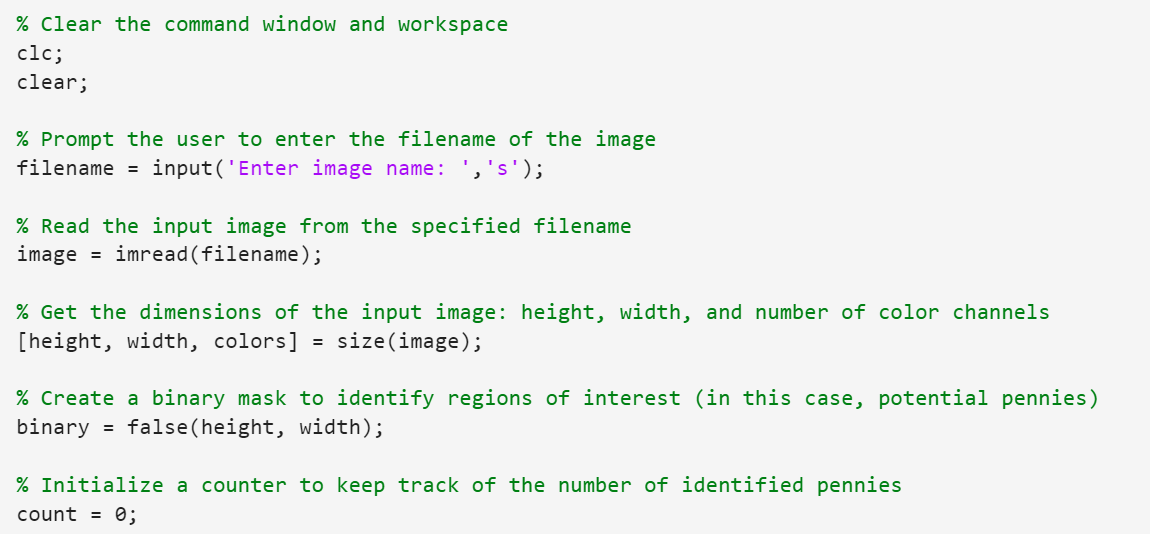 % Clear the command window and workspace
clc;
clear;
% Prompt the user to enter the filename of the image
filename = input('Enter image name: ','s');
% Read the input image from the specified filename
image = imread(filename);
% Get the dimensions of the input image: height, width, and number of color channels
[height, width, colors] = size(image);
% Create a binary mask to identify regions of interest (in this case, potential pennies)
binary = false(height, width);
% Initialize a counter to keep track of the number of identified pennies
count = 0;